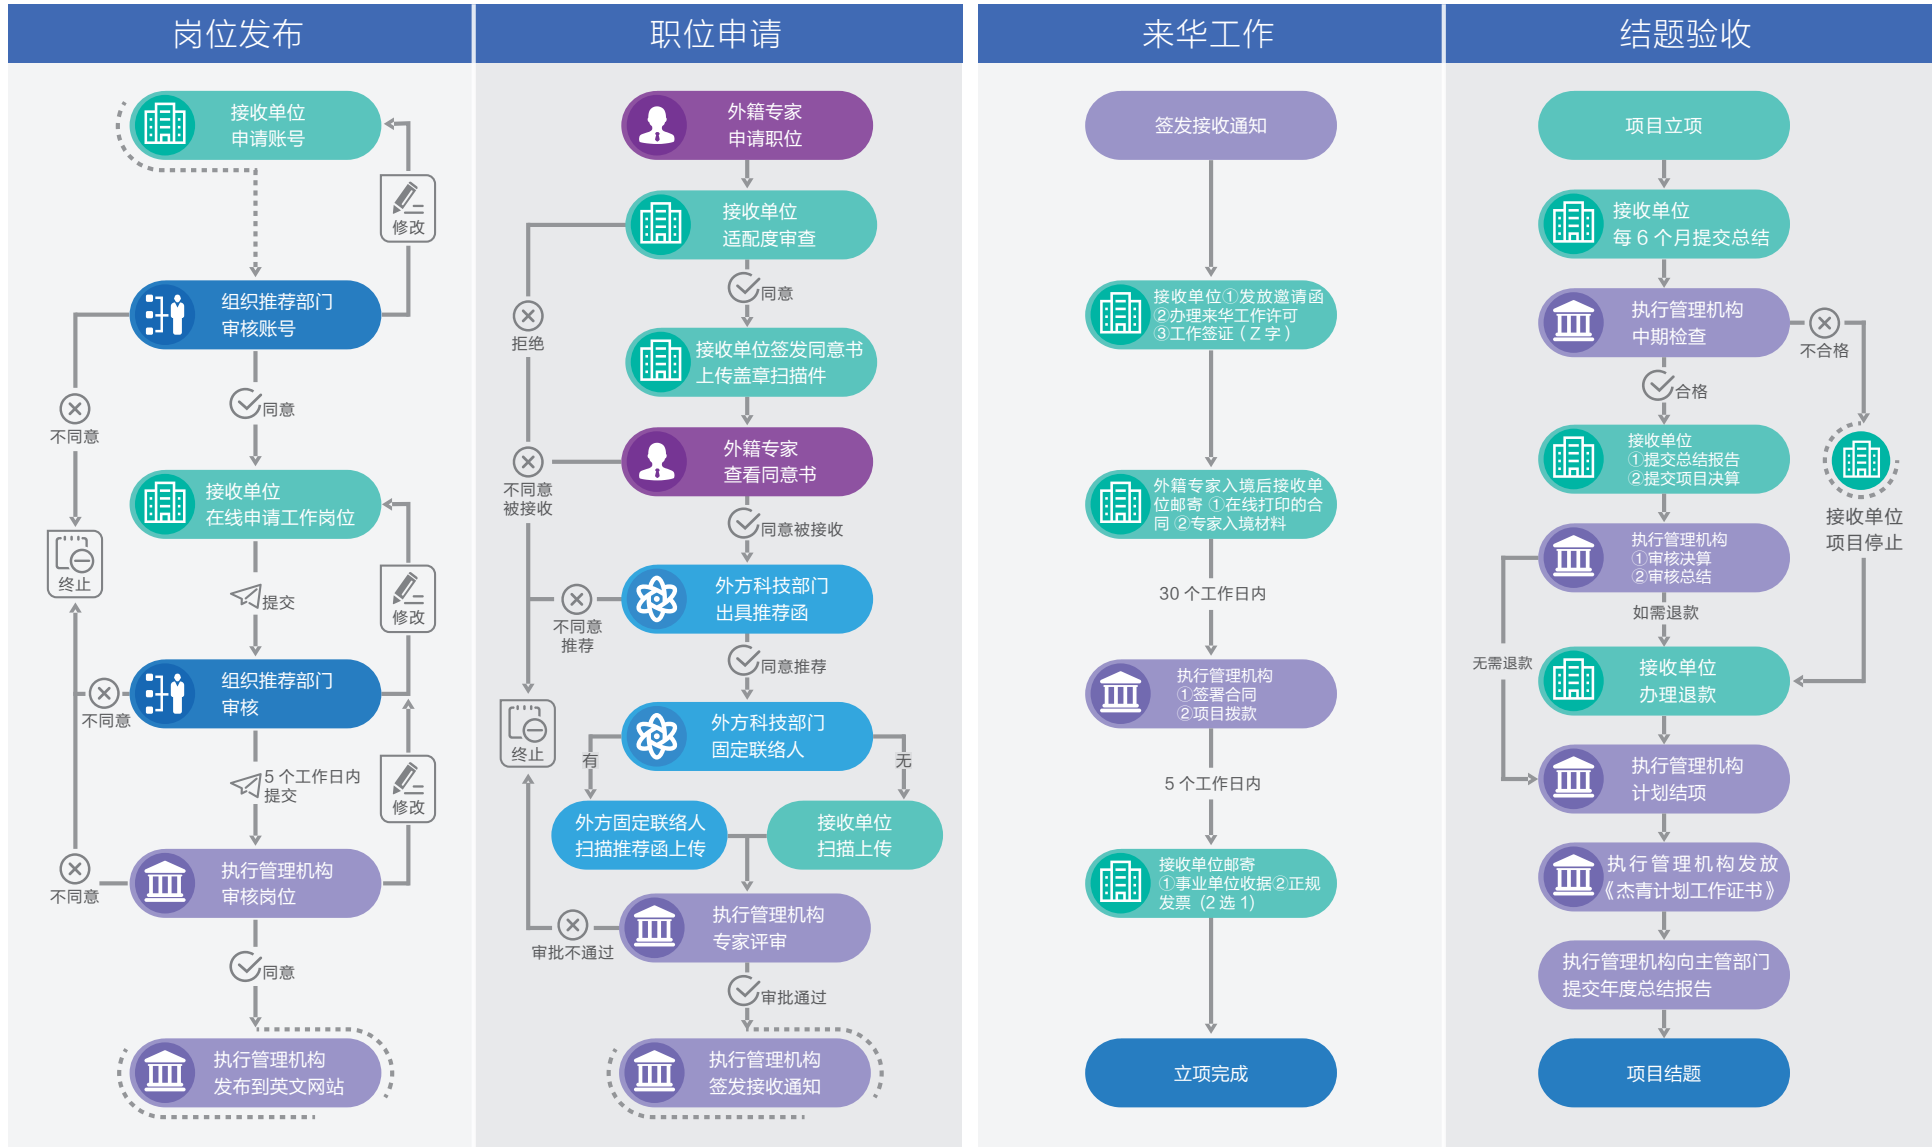 岗位发布
接收单位
申请账号
修改
组织推荐部门
审核账号
不同意
同意
接收单位
在线申请工作岗位
终止
提交
修改
组织推荐部门
审核
不同意
5 个工作日内
提交
修改
执行管理机构
审核岗位
不同意
同意
执行管理机构
发布到英文网站
职位申请
外籍专家
申请职位
接收单位
适配度审查
拒绝
同意
接收单位签发同意书
上传盖章扫描件
外籍专家
查看同意书
不同意
被接收
同意被接收
外方科技部门
出具推荐函
不同意
推荐
同意推荐
终止
外方科技部门
固定联络人
有
无
外方固定联络人
扫描推荐函上传
接收单位
扫描上传
执行管理机构
专家评审
审批不通过
审批通过
执行管理机构
签发接收通知
来华工作
签发接收通知
接收单位①发放邀请函
②办理来华工作许可
③工作签证（Z 字）
外籍专家入境后接收单
位邮寄 ①在线打印的合
同 ②专家入境材料
30 个工作日内
执行管理机构
①签署合同
②项目拨款
5 个工作日内
接收单位邮寄
①事业单位收据②正规
发票（2 选 1)
立项完成
结题验收
项目立项
接收单位
每 6 个月提交总结
执行管理机构
中期检查
不合格
合格
接收单位
①提交总结报告
②提交项目决算
接收单位
项目停止
执行管理机构
①审核决算
②审核总结
如需退款
无需退款
接收单位
办理退款
执行管理机构
计划结项
执行管理机构发放
《杰青计划工作证书》
执行管理机构向主管部门
提交年度总结报告
项目结题